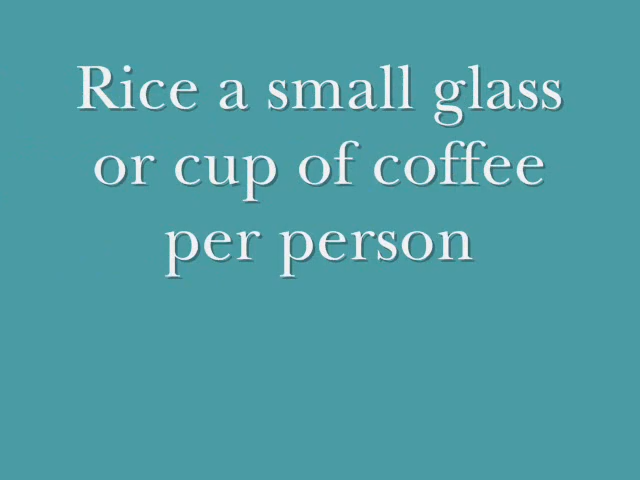 Rice a small glass
or cup of coffee
per person